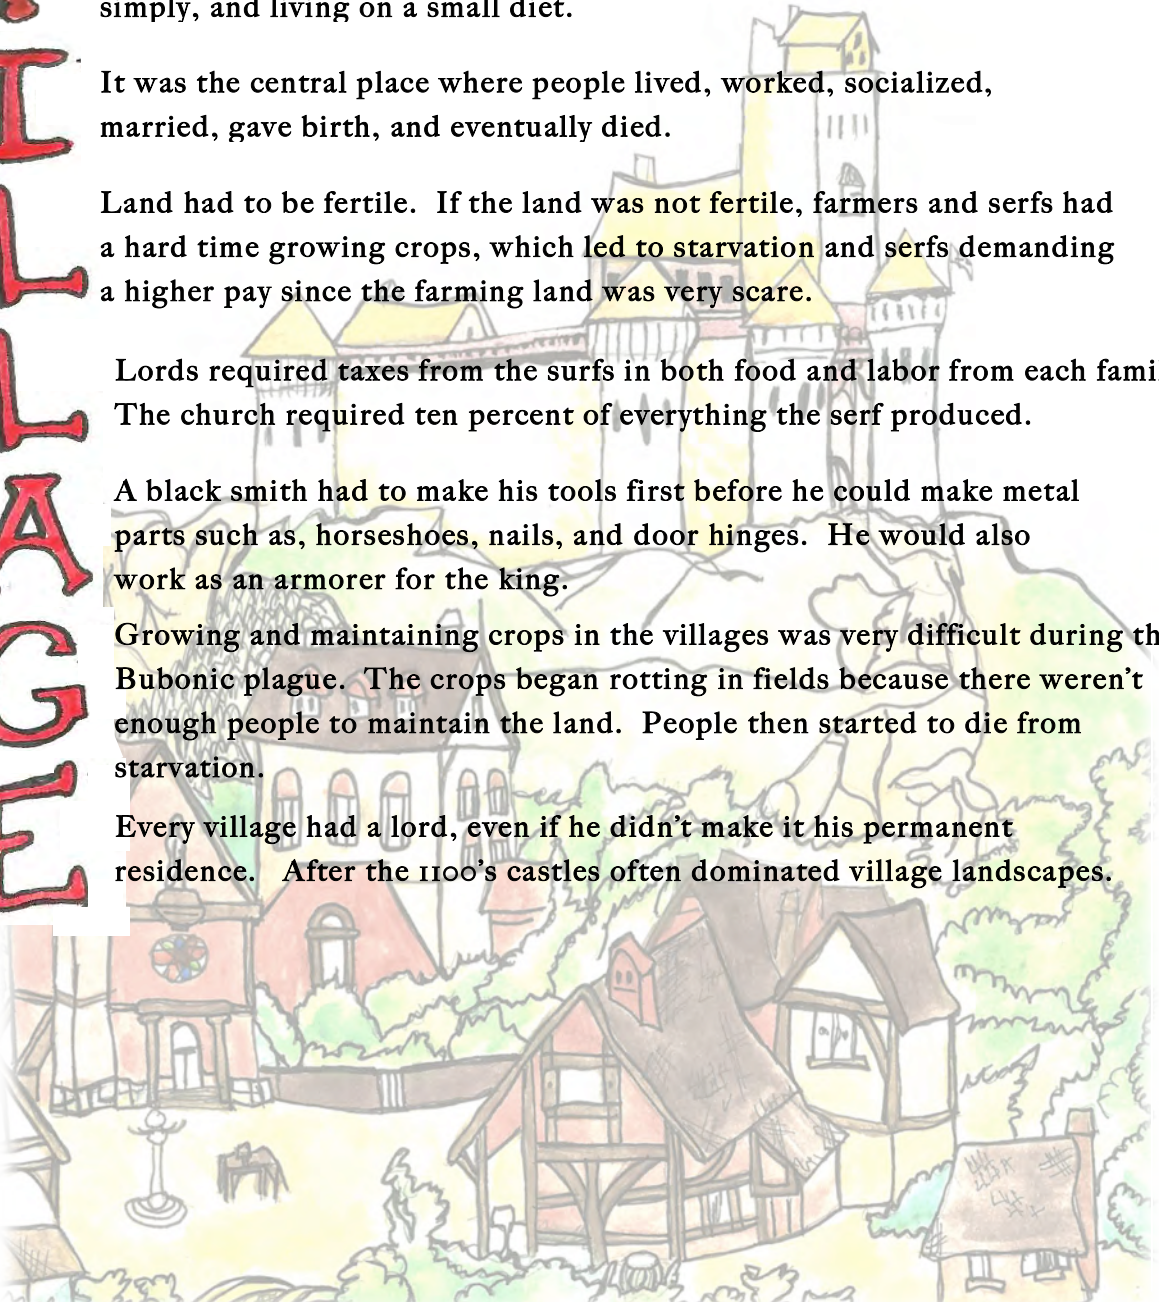 simply, and living on a small diet.
It was the central place where people lived, worked, socialized,
married, gave birth, and eventually died.
Land had to be fertile.  If the land was not fertile, farmers and serfs had
a hard time growing crops, which led to starvation and serfs demanding
a higher pay since the farming land was very scare.
Lords required taxes from the surfs in both food and labor from each fami
The church required ten percent of everything the serf produced.
A black smith had to make his tools first before he could make metal
parts such as, horseshoes, nails, and door hinges.  He would also
work as an armorer for the king.
Growing and maintaining crops in the villages was very difficult during th
Bubonic plague.  The crops began rotting in fields because there weren't
enough people to maintain the land.  People then started to die from
starvation.
Every village had a lord, even if he didn't make it his permanent
residence.   After the 1100's castles often dominated village landscapes.
I
L
L
A
G
E